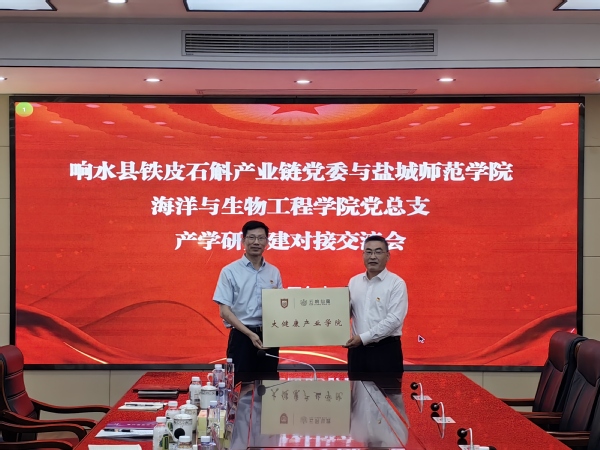 响水县铁皮石斛产业链党委与盐城师范学院
海洋与生物工程学院党总支
产学研
建对接交流会
大健康产业学院